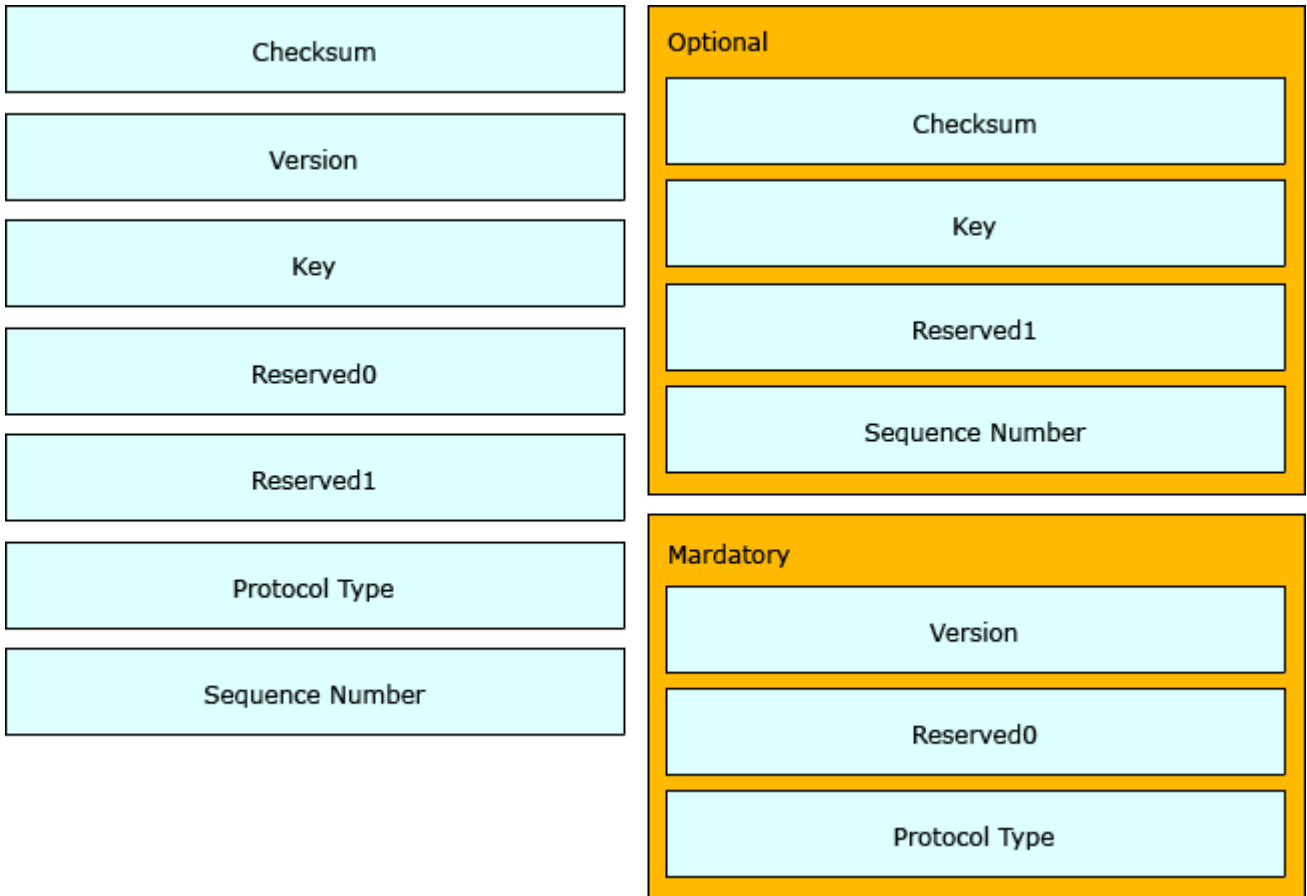 Checksum
Version
Key
Reserved0
Reserved1
Protocol Type
Sequence Number
Optional
Checksum
Key
Reserved1
Sequence Number
Mardatory
Version
Reserved0
Protocol Type